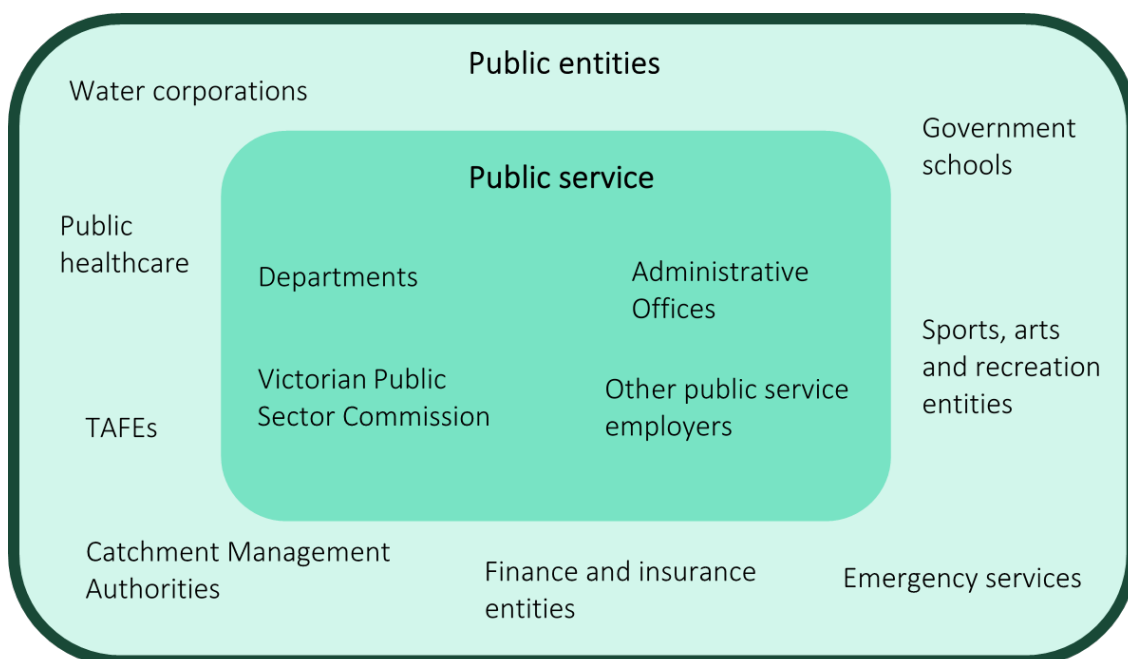 Public entities
Water corporations
Government
schools
Public service
Public
healthcare
Departments
Administrative
Offices
Sports, arts
and recreation
entities
Victorian Public
Sector Commission
Other public service
employers
TAFEs
Catchment Management
Authorities
Finance and insurance
entities
Emergency services